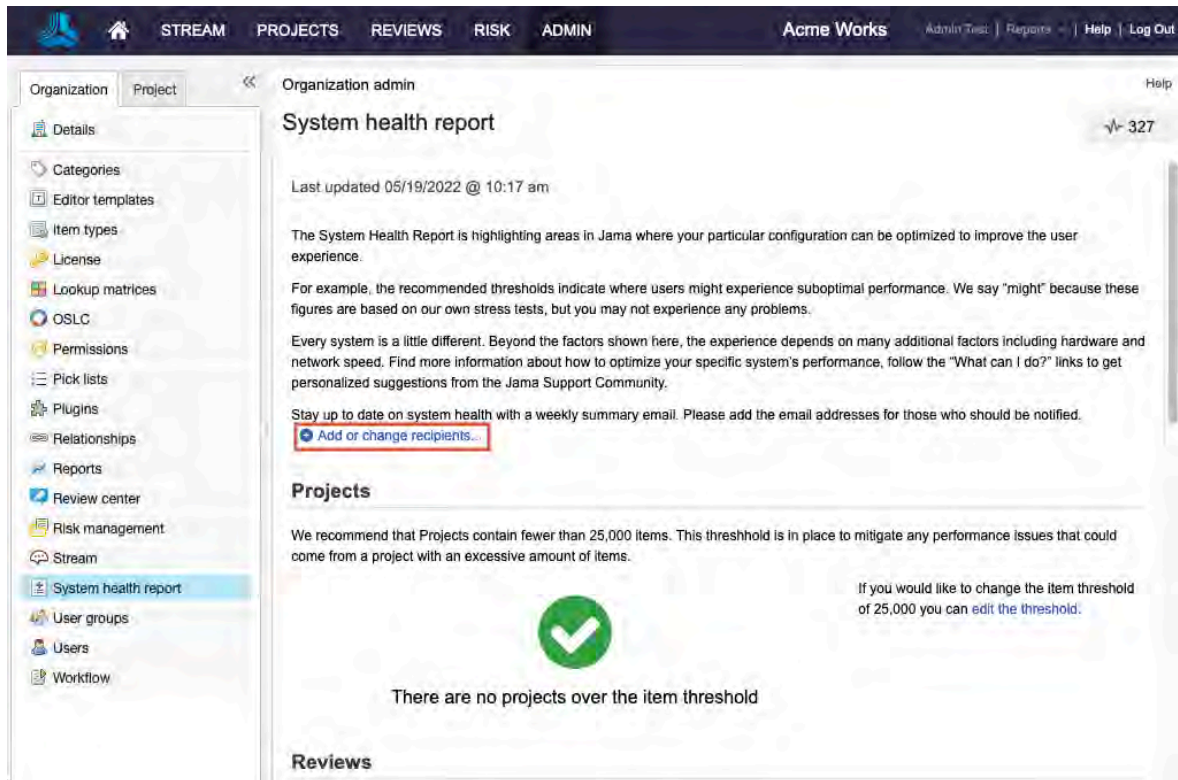 STREAM PROJECTS REVIEWS RISK ADMIN Acme Works Admin Test | Reports | Help | Log Out
Organization Project «
Details
Categories
Editor templates
Item types
License
Lookup matrices
OSLC
Permissions
Pick lists
Plugins
Relationships
Reports
Review center
Risk management
Stream
System health report
User groups
Users
Workflow
Organization admin Help
System health report 327
Last updated 05/19/2022 @ 10:17 am
The System Health Report is highlighting areas in Jama where your particular configuration can be optimized to improve the user
experience.
For example, the recommended thresholds indicate where users might experience suboptimal performance. We say "might" because these
figures are based on our own stress tests, but you may not experience any problems.
Every system is a little different. Beyond the factors shown here, the experience depends on many additional factors including hardware and
network speed. Find more information about how to optimize your specific system's performance, follow the "What can I do?" links to get
personalized suggestions from the Jama Support Community.
Stay up to date on system health with a weekly summary email. Please add the email addresses for those who should be notified.
Add or change recipients...
Projects
We recommend that Projects contain fewer than 25,000 items. This threshhold is in place to mitigate any performance issues that could
come from a project with an excessive amount of items.
If you would like to change the item threshold
of 25,000 you can edit the threshold.
There are no projects over the item threshold
Reviews